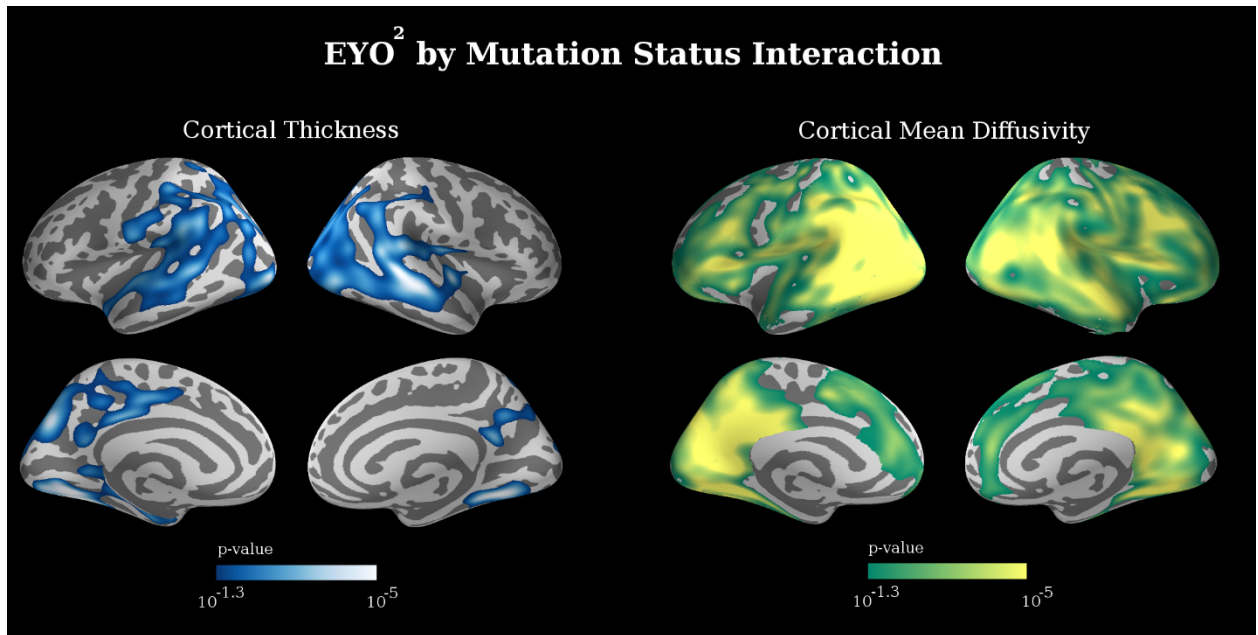 EYO² by Mutation Status Interaction
Cortical Thickness
Cortical Mean Diffusivity
p-value
10^-1.3 10^-5
p-value
10^-1.3 10^-5